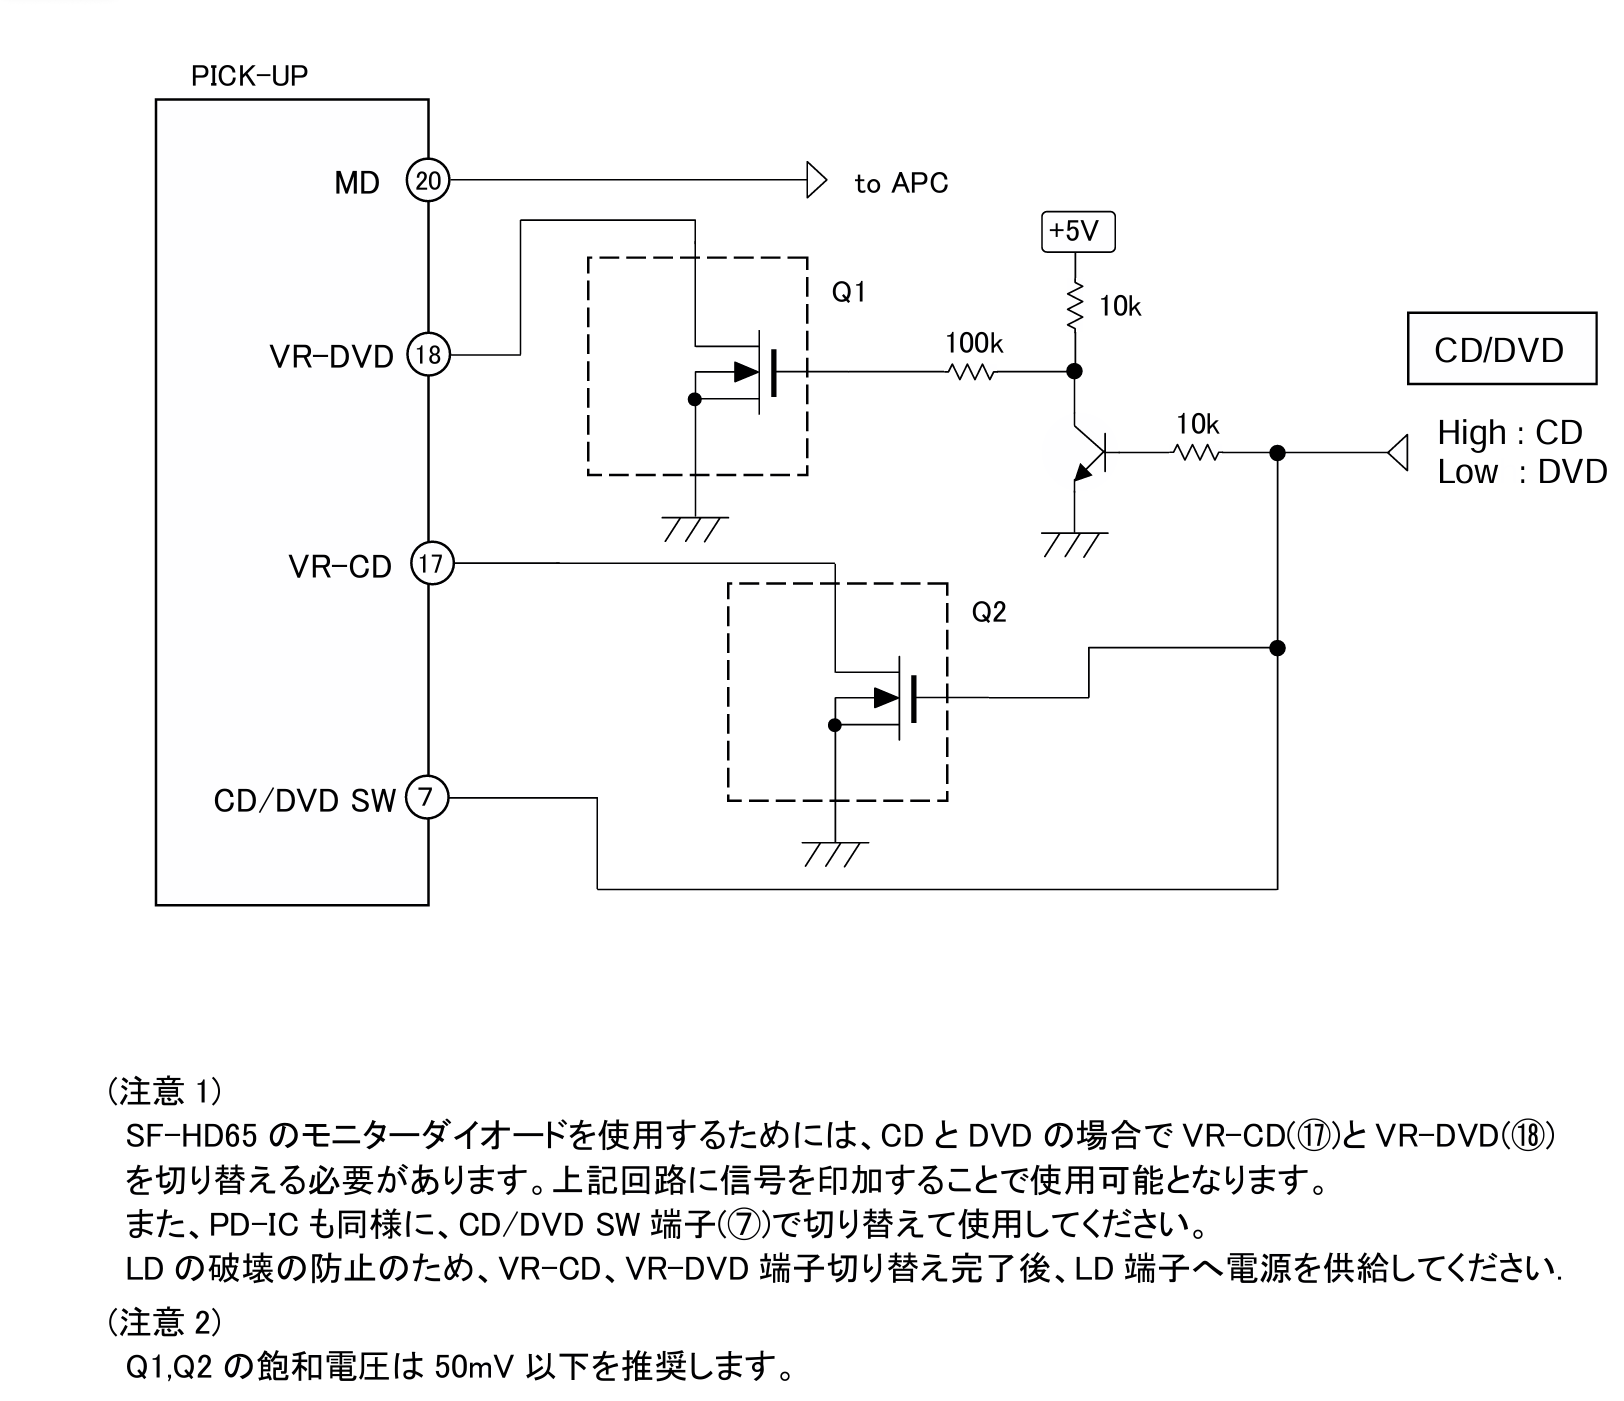 PICK-UP
MD 20 to APC
+5V
Q1
10k
CD/DVD
100k
VR-DVD 18
10k
High : CD
Low : DVD
VR-CD 17
Q2
CD/DVD SW 7
(注意 1)
SF-HD65 のモニターダイオードを使用するためには、CD と DVD の場合で VR-CD(⑰)と VR-DVD(⑱)
を切り替える必要があります。上記回路に信号を印加することで使用可能となります。
また、PD-IC も同様に、CD/DVD SW 端子(⑦)で切り替えて使用してください。
LD の破壊の防止のため、VR-CD、VR-DVD 端子切り替え完了後、LD 端子へ電源を供給してください.
(注意 2)
Q1,Q2 の飽和電圧は 50mV 以下を推奨します。